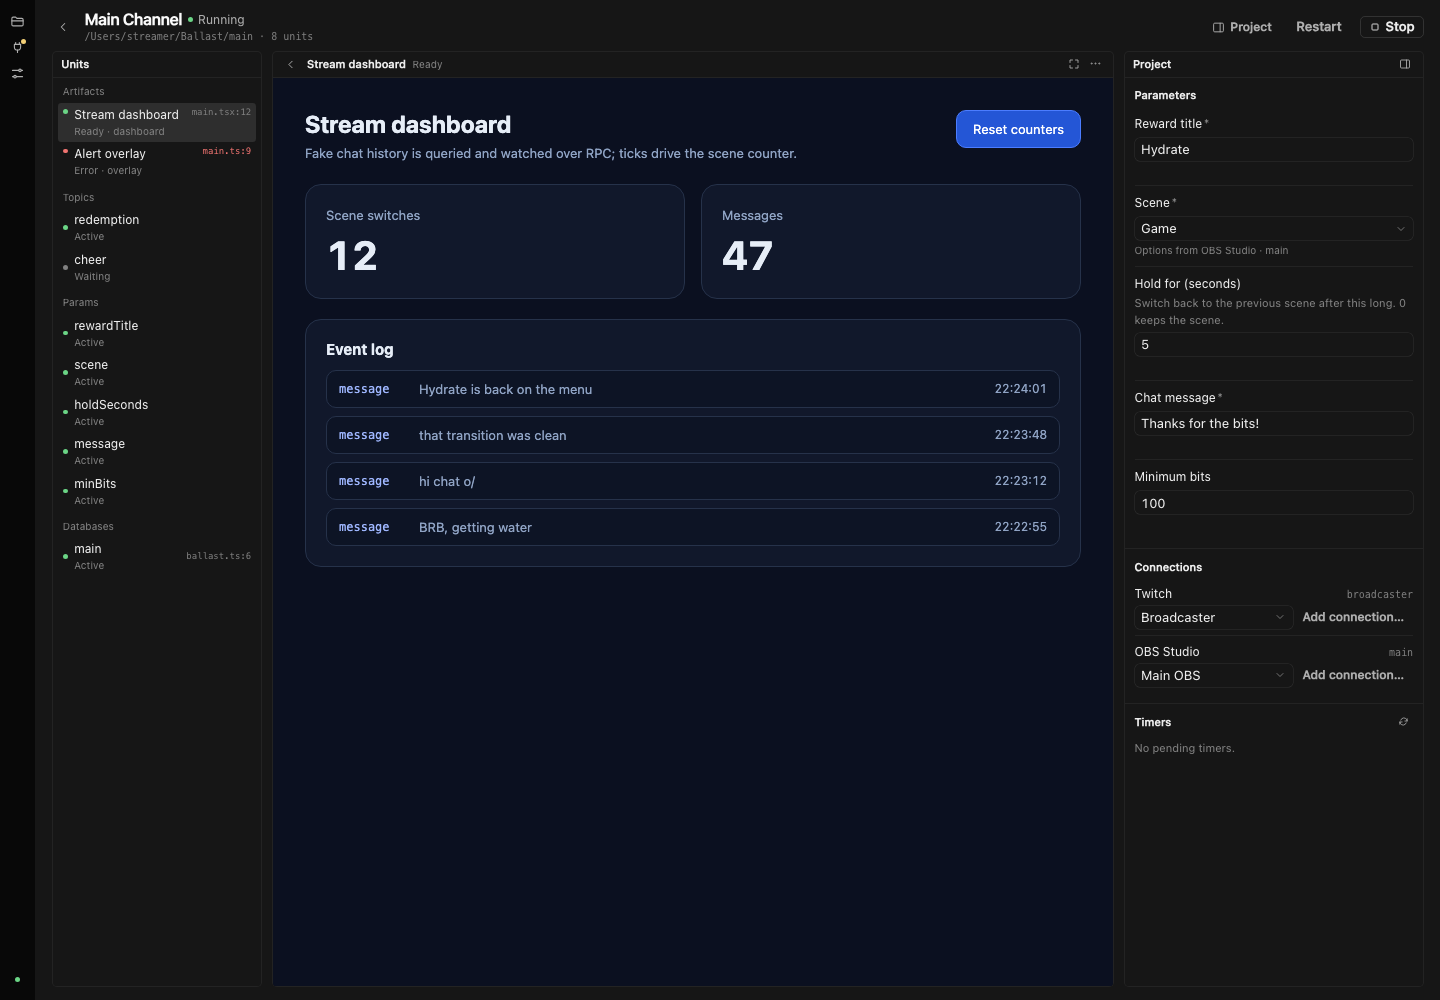 Main Channel
Running
/Users/streamer/Ballast/main · 8 units
Project
Restart
Stop
Units
Artifacts
Stream dashboard
main.tsx:12
Ready · dashboard
Alert overlay
main.ts:9
Error · overlay
Topics
redemption
Active
cheer
Waiting
Params
rewardTitle
Active
scene
Active
holdSeconds
Active
message
Active
minBits
Active
Databases
main
ballast.ts:6
Active
Stream dashboard Ready
Stream dashboard
Fake chat history is queried and watched over RPC; ticks drive the scene counter.
Reset counters
Scene switches
12
Messages
47
Event log
message Hydrate is back on the menu 22:24:01
message that transition was clean 22:23:48
message hi chat o/ 22:23:12
message BRB, getting water 22:22:55
Project
Parameters
Reward title*
Hydrate
Scene*
Game
Options from OBS Studio · main
Hold for (seconds)
Switch back to the previous scene after this long. 0
keeps the scene.
5
Chat message*
Thanks for the bits!
Minimum bits
100
Connections
Twitch broadcaster
Broadcaster Add connection...
OBS Studio main
Main OBS Add connection...
Timers
No pending timers.